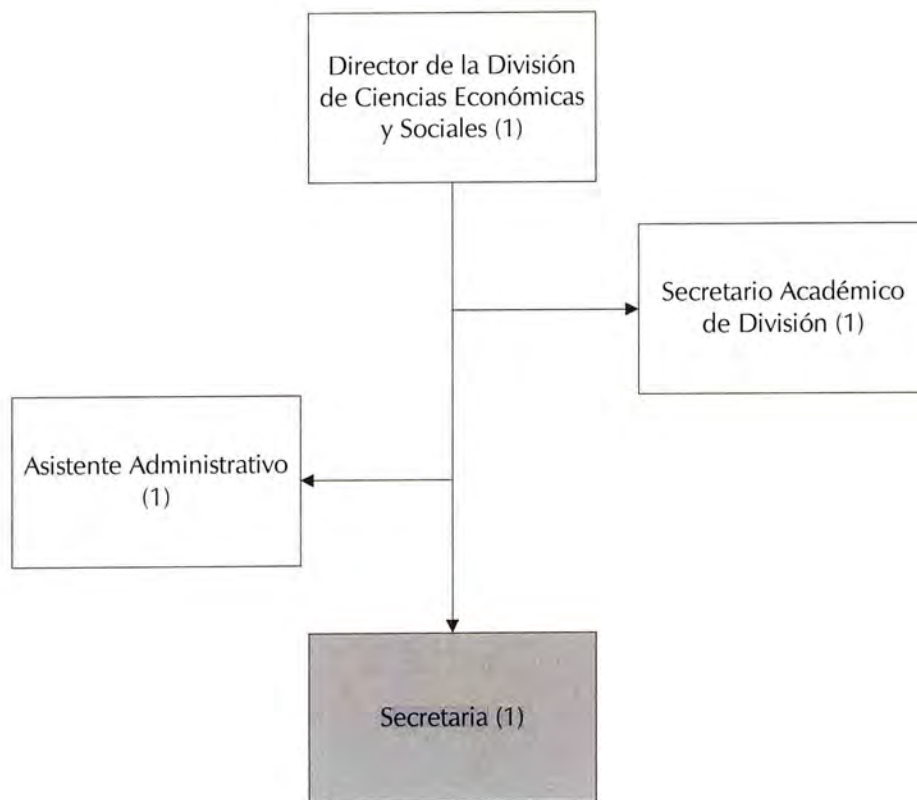 Director de la División
de Ciencias Económicas
y Sociales (1)
Secretario Académico
de División (1)
Asistente Administrativo
(1)
Secretaria (1)